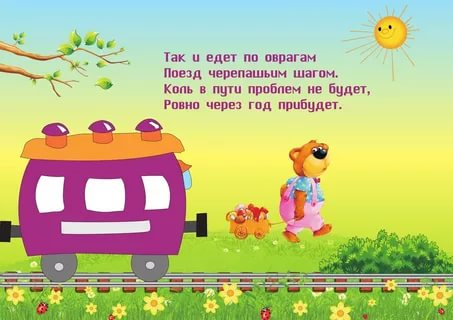 Так и едет по оврагам
Поезд черепашьим шагом.
Коль в пути проблем не будет,
Ровно через год прибудет.